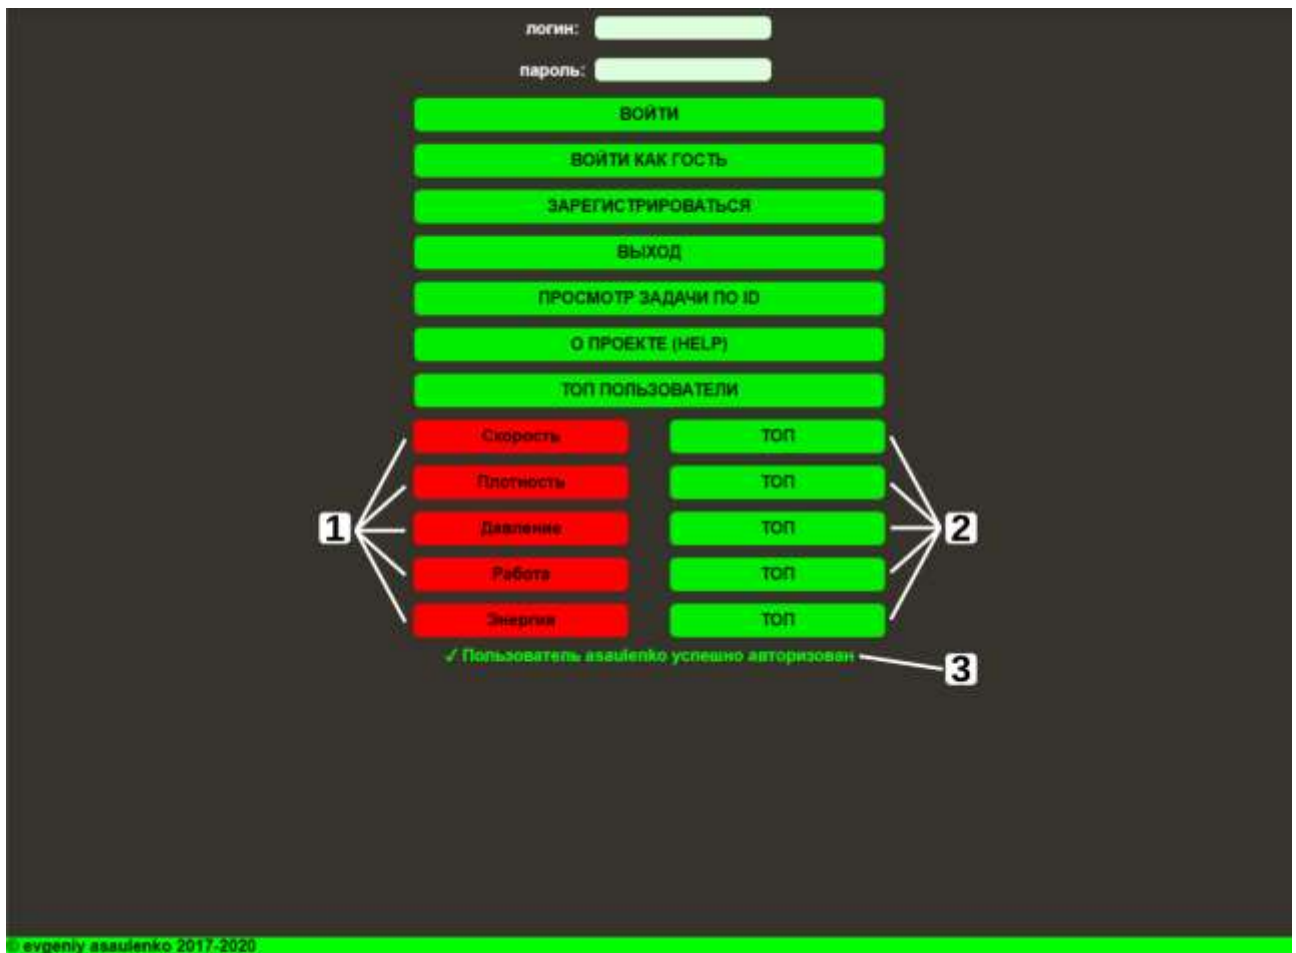 логин:
пароль:
ВОЙТИ
ВОЙТИ КАК ГОСТЬ
ЗАРЕГИСТРИРОВАТЬСЯ
ВЫХОД
ПРОСМОТР ЗАДАЧИ ПО ID
О ПРОЕКТЕ (HELP)
ТОП ПОЛЬЗОВАТЕЛИ
Скорость ТОП
Плотность ТОП
1 Давление ТОП 2
Работа ТОП
Энергия ТОП
✓ Пользователь asaulenko успешно авторизован 3
© evgeniy asaulenko 2017-2020